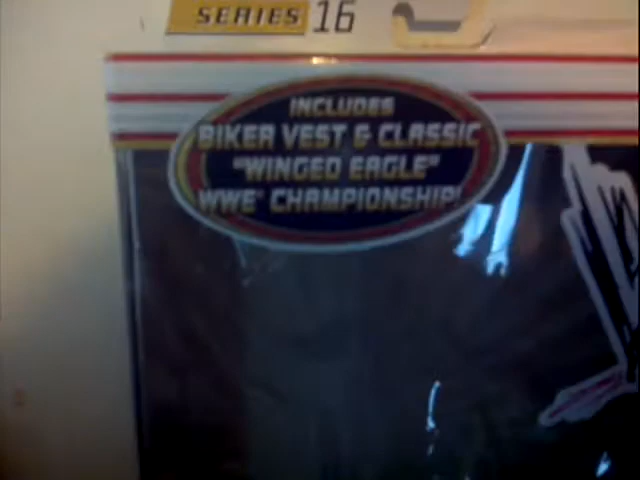 SERIES 16
INCLUDES
BIKER VEST & CLASSIC
"WINGED EAGLE"
WWE® CHAMPIONSHIP!